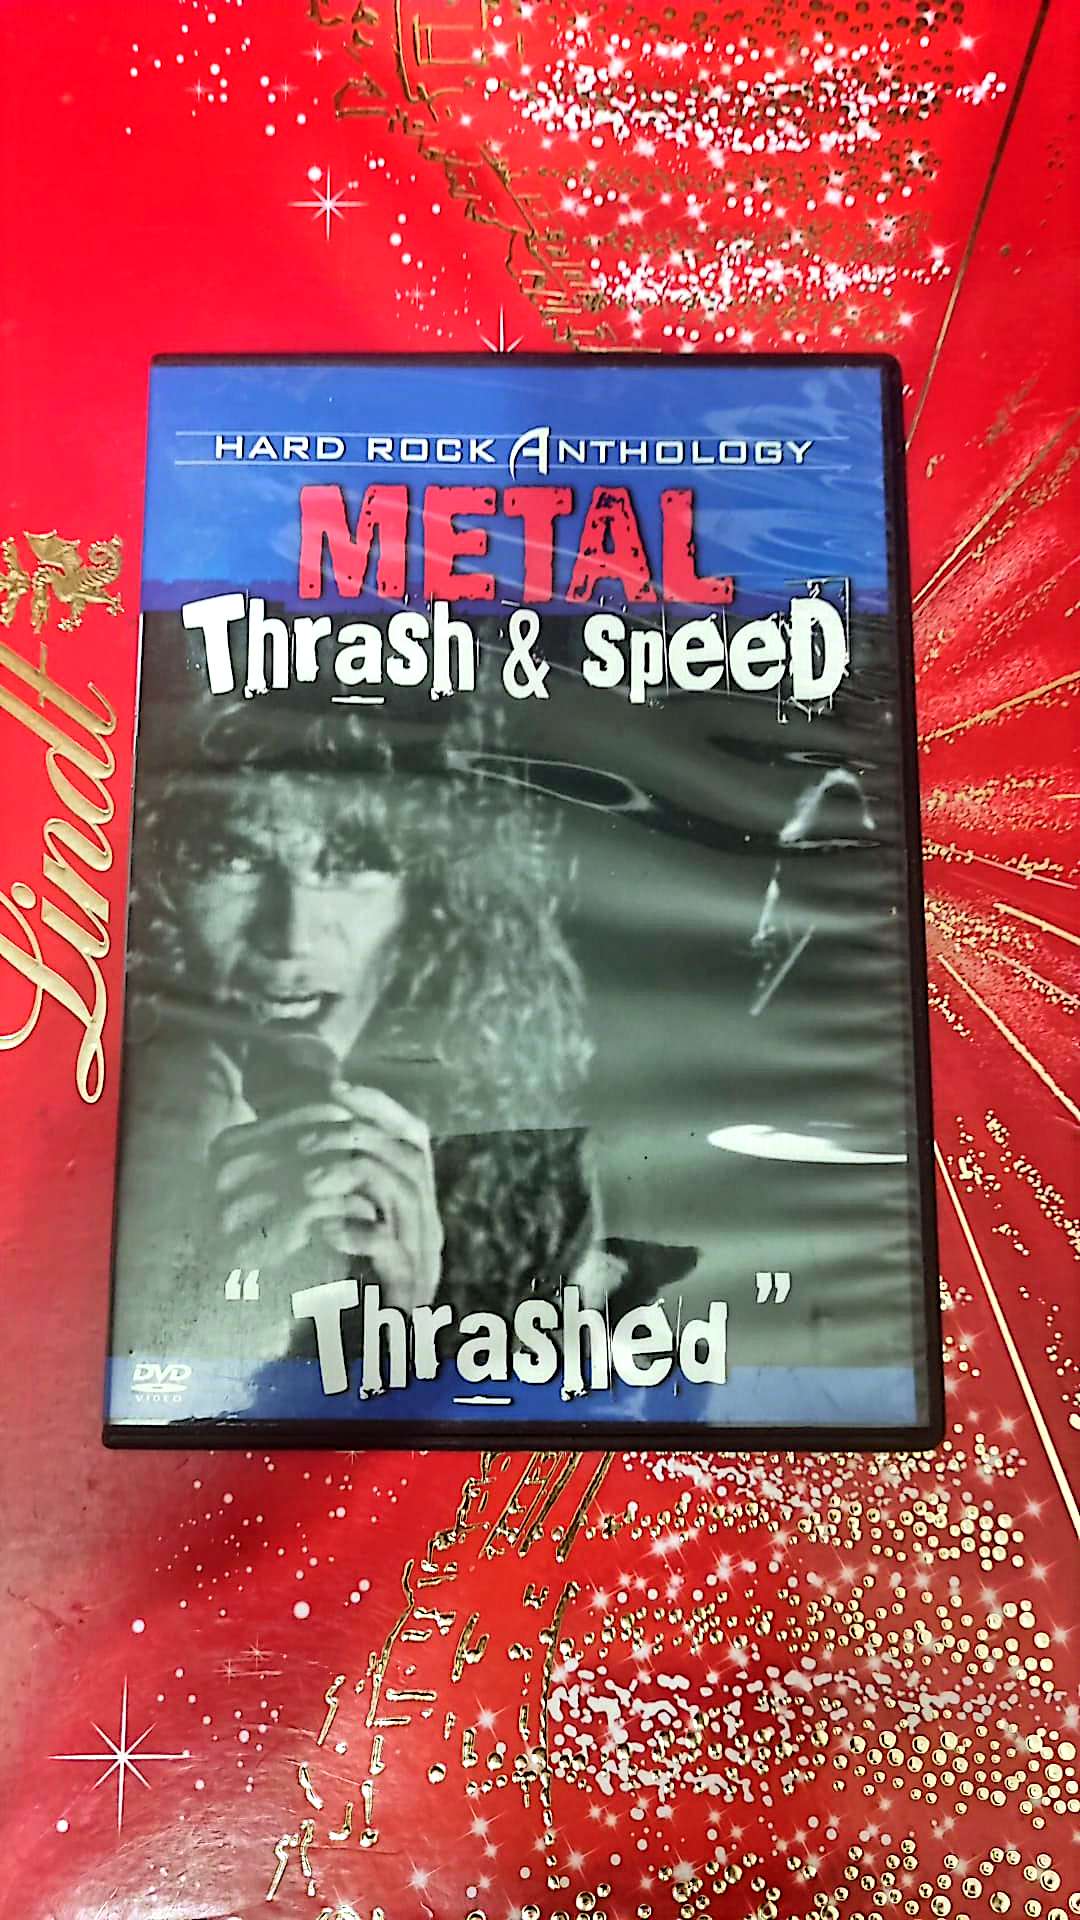 HARD ROCK ANTHOLOGY
METAL
Thrash & SpeeD
Lindt
" Thrashed "
DVD
VIDEO